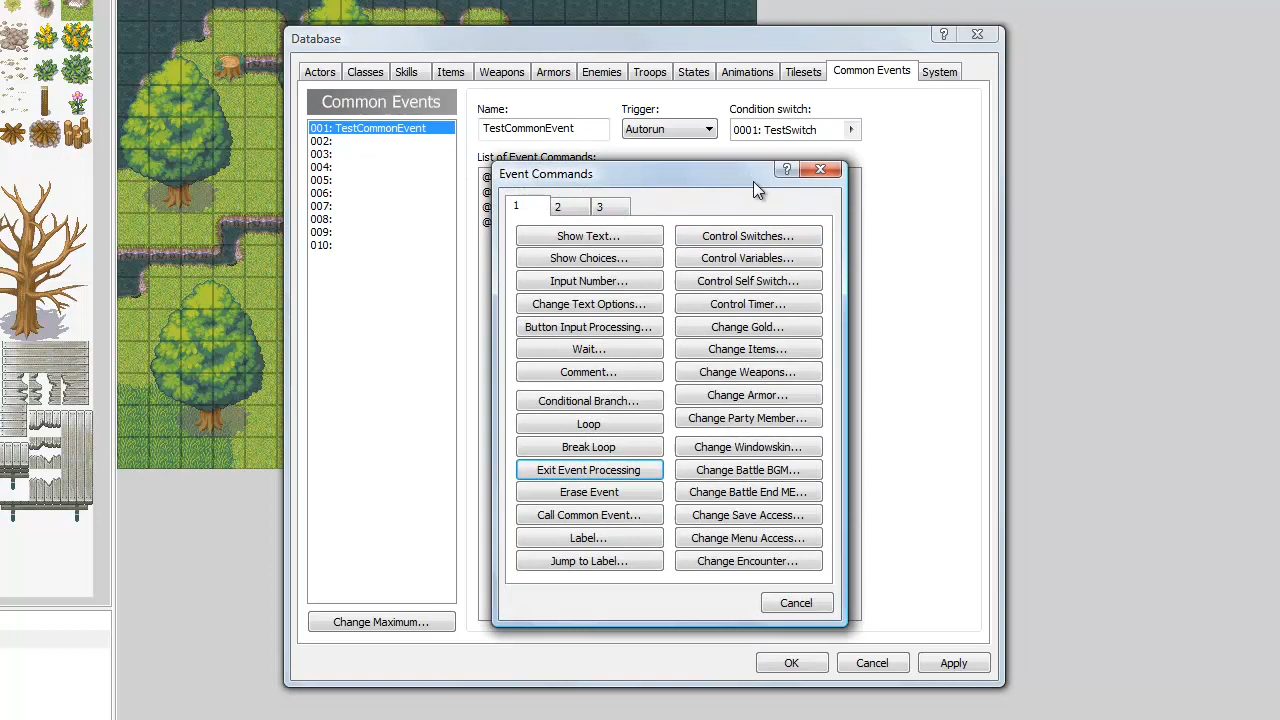 Database
Actors Classes Skills Items Weapons Armors Enemies Troops States Animations Tilesets Common Events System
Common Events
001: TestCommonEvent
002:
003:
004:
005:
006:
007:
008:
009:
010:
Change Maximum...
Name:
TestCommonEvent
Trigger:
Autorun
Condition switch:
0001: TestSwitch
List of Event Commands:
@
@
@
@
Event Commands
1 2 3
Show Text...
Show Choices...
Input Number...
Change Text Options...
Button Input Processing...
Wait...
Comment...
Conditional Branch...
Loop
Break Loop
Exit Event Processing
Erase Event
Call Common Event...
Label...
Jump to Label...
Control Switches...
Control Variables...
Control Self Switch...
Control Timer...
Change Gold...
Change Items...
Change Weapons...
Change Armor...
Change Party Member...
Change Windowskin...
Change Battle BGM...
Change Battle End ME...
Change Save Access...
Change Menu Access...
Change Encounter...
Cancel
OK Cancel Apply